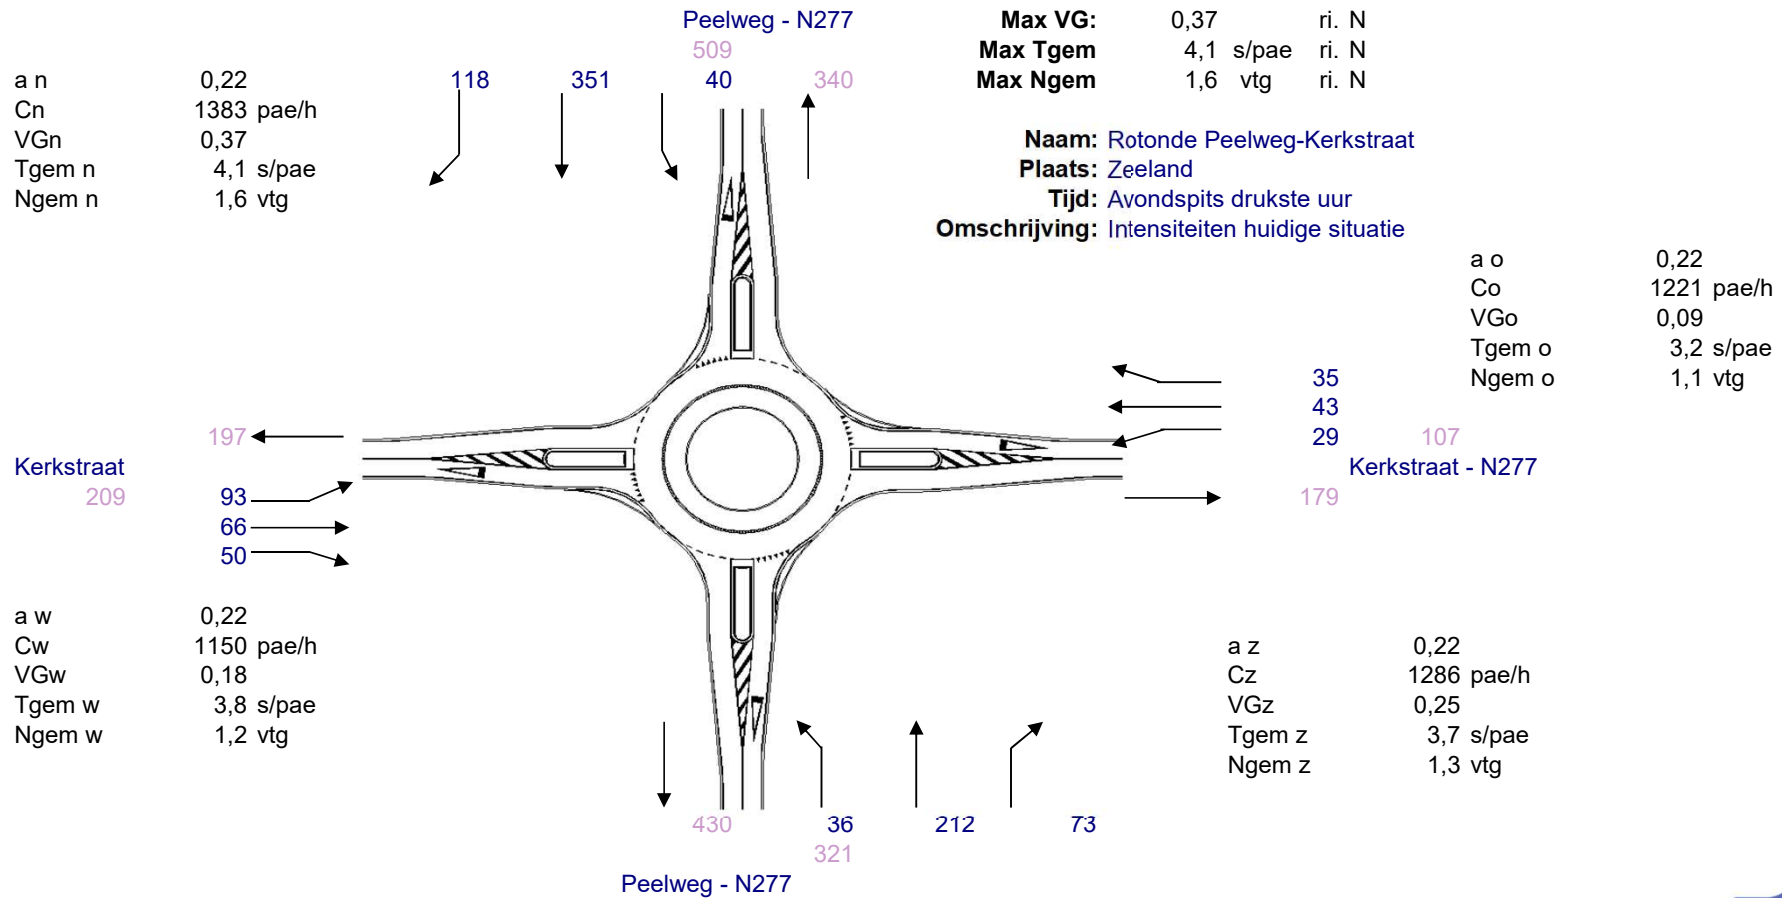 Peelweg - N277
509
118 351 40 340
Max VG: 0,37 ri. N
Max Tgem 4,1 s/pae ri. N
Max Ngem 1,6 vtg ri. N
a n 0,22
Cn 1383 pae/h
VGn 0,37
Tgem n 4,1 s/pae
Ngem n 1,6 vtg
Naam: Rotonde Peelweg-Kerkstraat
Plaats: Zeeland
Tijd: Avondspits drukste uur
Omschrijving: Intensiteiten huidige situatie
a o 0,22
Co 1221 pae/h
VGo 0,09
Tgem o 3,2 s/pae
Ngem o 1,1 vtg
35
43
29 107
Kerkstraat - N277
179
197
Kerkstraat
209 93
66
50
a w 0,22
Cw 1150 pae/h
VGw 0,18
Tgem w 3,8 s/pae
Ngem w 1,2 vtg
a z 0,22
Cz 1286 pae/h
VGz 0,25
Tgem z 3,7 s/pae
Ngem z 1,3 vtg
430 36 212 73
321
Peelweg - N277